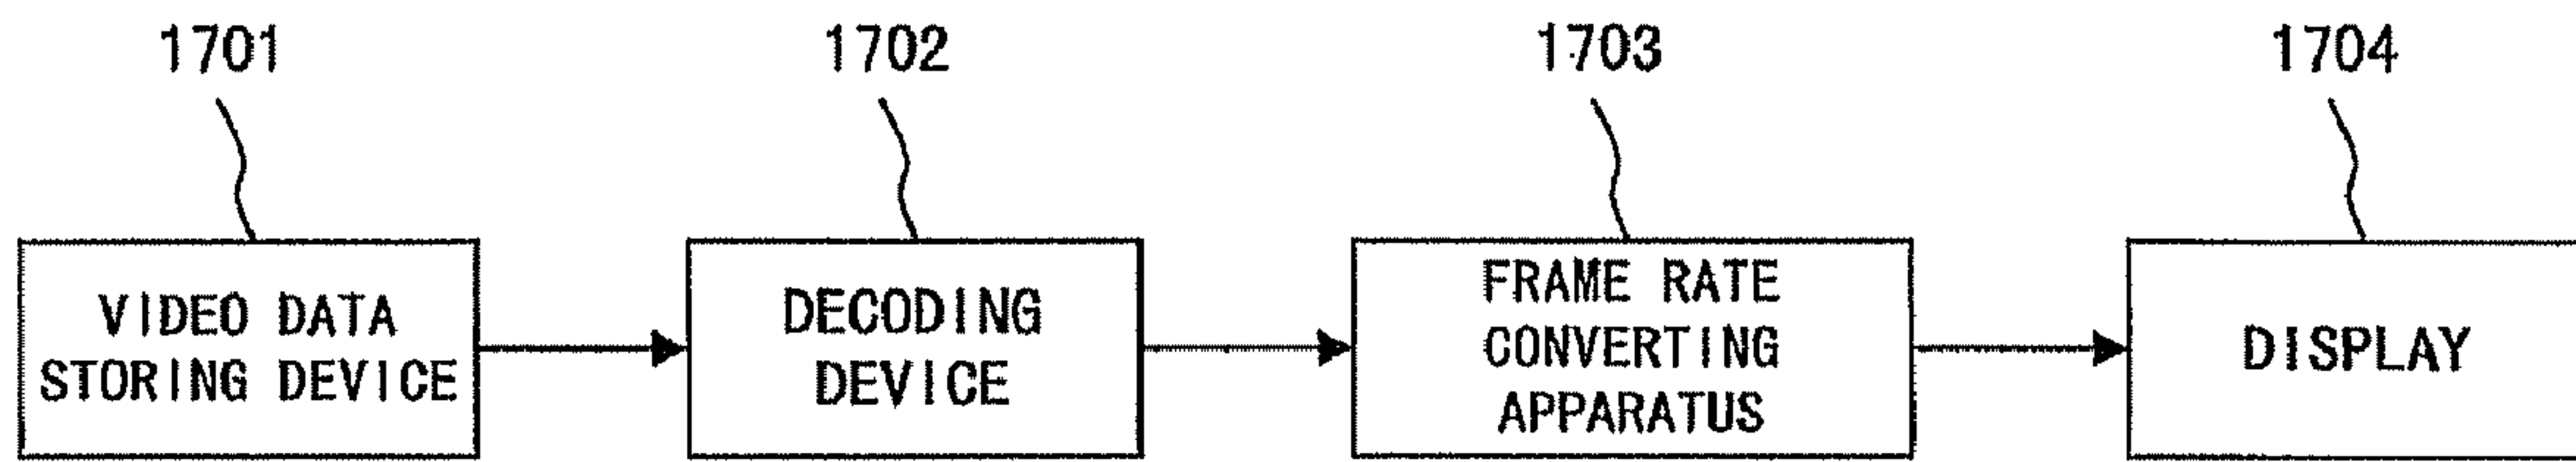 1701
1702
1703
1704
VIDEO DATA
STORING DEVICE
DECODING
DEVICE
FRAME RATE
CONVERTING
APPARATUS
DISPLAY